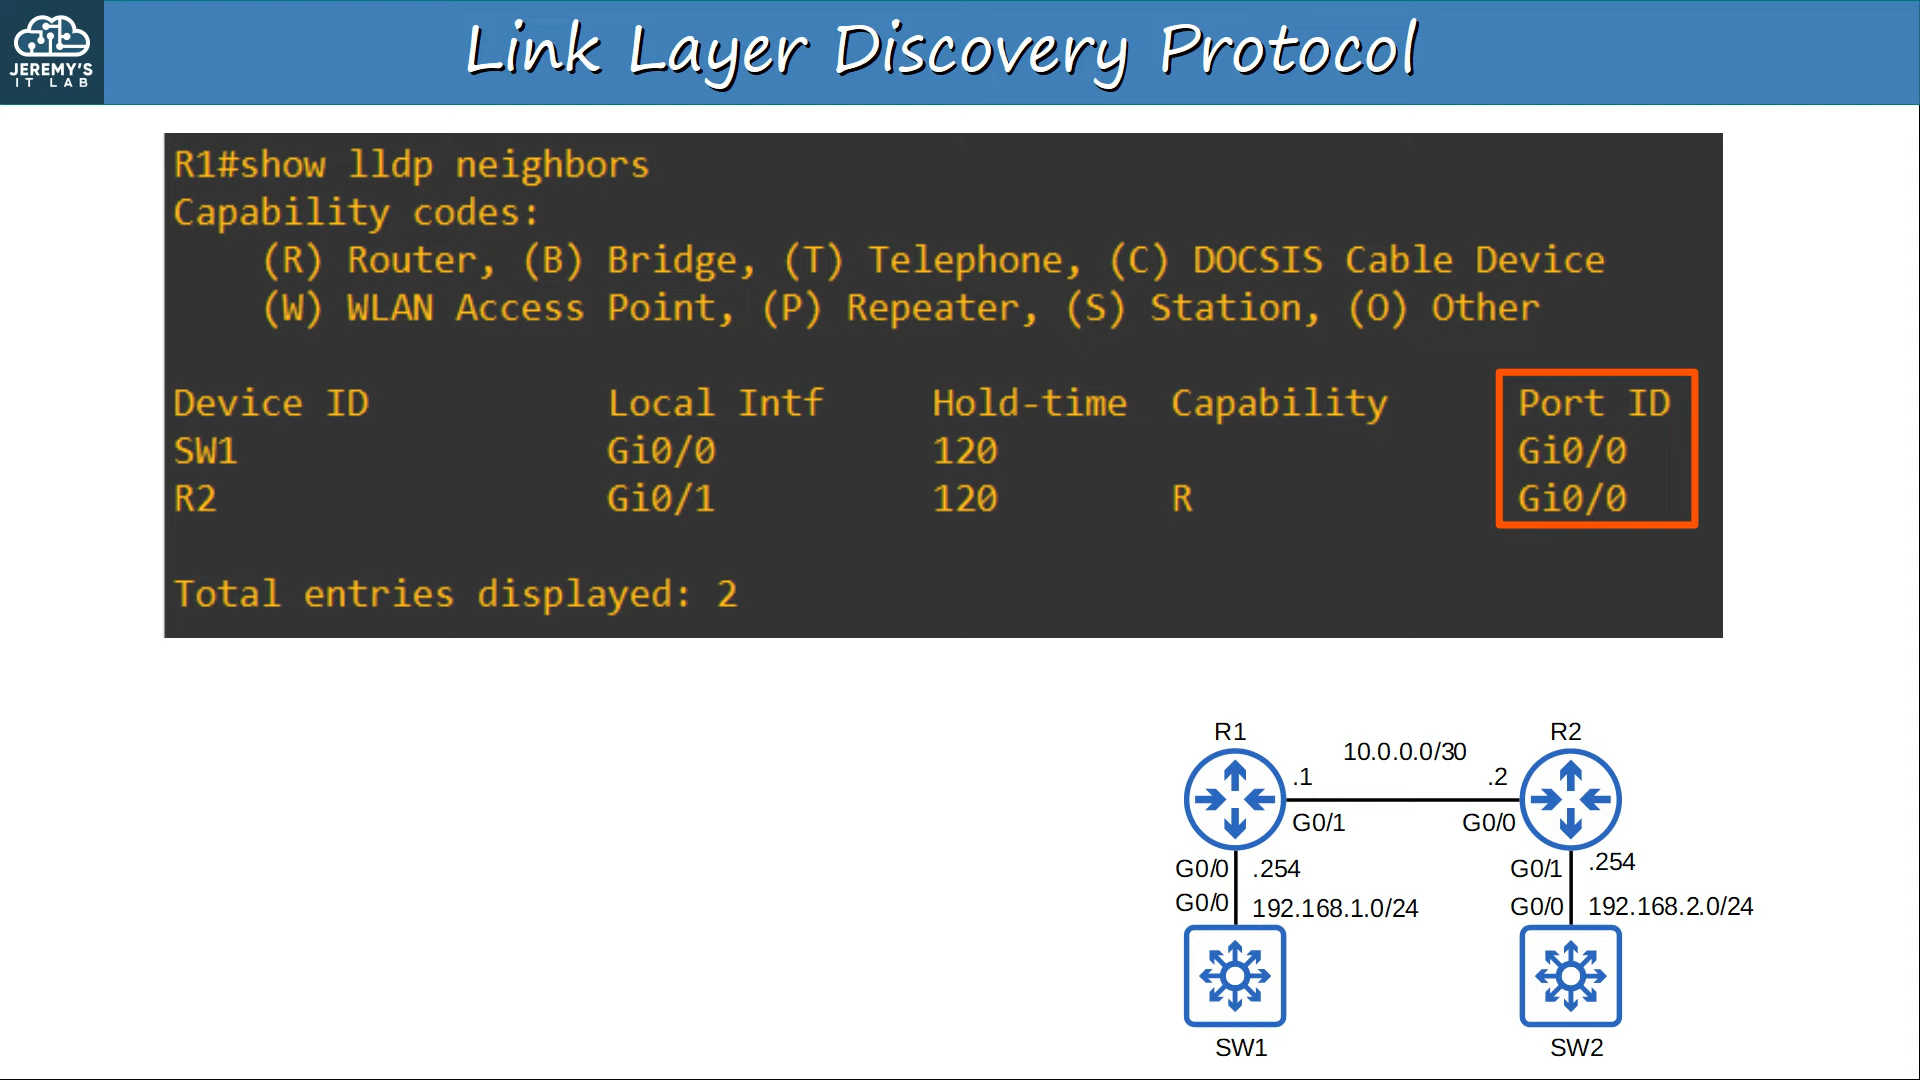 JEREMY'S
IT LAB
Link Layer Discovery Protocol
R1#show lldp neighbors
Capability codes:
(R) Router, (B) Bridge, (T) Telephone, (C) DOCSIS Cable Device
(W) WLAN Access Point, (P) Repeater, (S) Station, (O) Other
Device ID Local Intf Hold-time Capability Port ID
SW1 Gi0/0 120 Gi0/0
R2 Gi0/1 120 R Gi0/0
Total entries displayed: 2
R1 R2
10.0.0.0/30
.1 .2
G0/1 G0/0
G0/0 .254 G0/1 .254
G0/0 192.168.1.0/24 G0/0 192.168.2.0/24
SW1 SW2